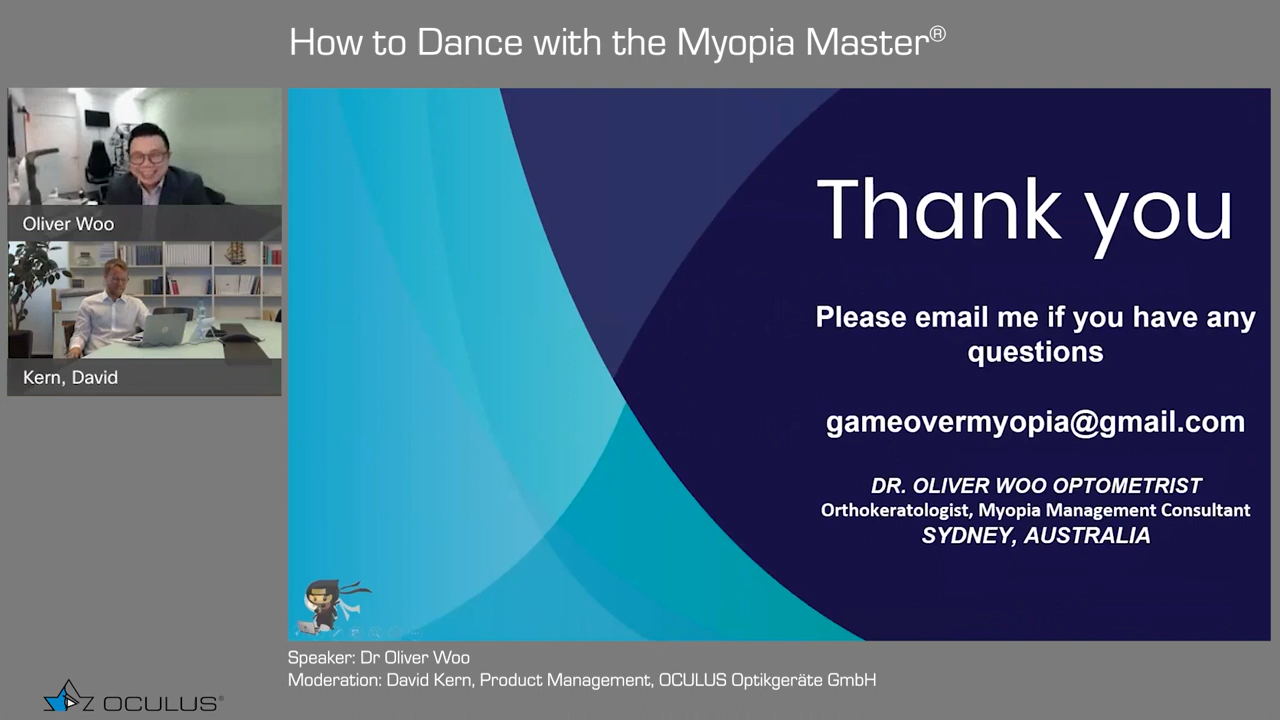 How to Dance with the Myopia Master®
Oliver Woo
Kern, David
Thank you
Please email me if you have any
questions
gameovermyopia@gmail.com
DR. OLIVER WOO OPTOMETRIST
Orthokeratologist, Myopia Management Consultant
SYDNEY, AUSTRALIA
Speaker: Dr Oliver Woo
Moderation: David Kern, Product Management, OCULUS Optikgeräte GmbH
OCULUS®